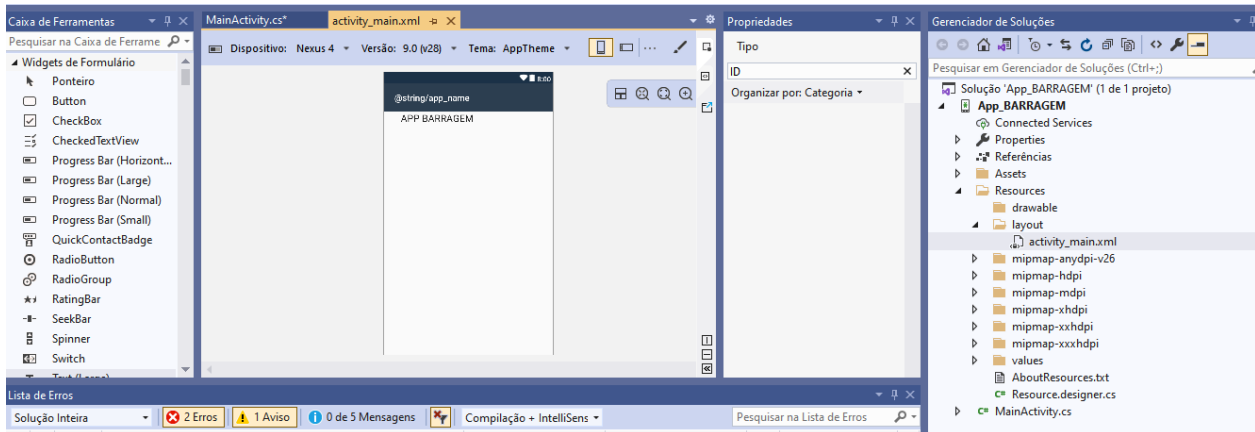 Caixa de Ferramentas
Pesquisar na Caixa de Ferrame
Widgets de Formulário
Ponteiro
Button
CheckBox
CheckedTextView
Progress Bar (Horizont...
Progress Bar (Large)
Progress Bar (Normal)
Progress Bar (Small)
QuickContactBadge
RadioButton
RadioGroup
RatingBar
SeekBar
Spinner
Switch
MainActivity.cs*
activity_main.xml
Dispositivo: Nexus 4 Versão: 9.0 (v28) Tema: AppTheme
8:00
@string/app_name
APP BARRAGEM
Propriedades
Tipo
ID
Organizar por: Categoria
Gerenciador de Soluções
Pesquisar em Gerenciador de Soluções (Ctrl+;)
Solução 'App_BARRAGEM' (1 de 1 projeto)
App_BARRAGEM
Connected Services
Properties
Referências
Assets
Resources
drawable
layout
activity_main.xml
mipmap-anydpi-v26
mipmap-hdpi
mipmap-mdpi
mipmap-xhdpi
mipmap-xxhdpi
mipmap-xxxhdpi
values
AboutResources.txt
C# Resource.designer.cs
C# MainActivity.cs
Lista de Erros
Solução Inteira
2 Erros
1 Aviso
0 de 5 Mensagens
Compilação + IntelliSens
Pesquisar na Lista de Erros